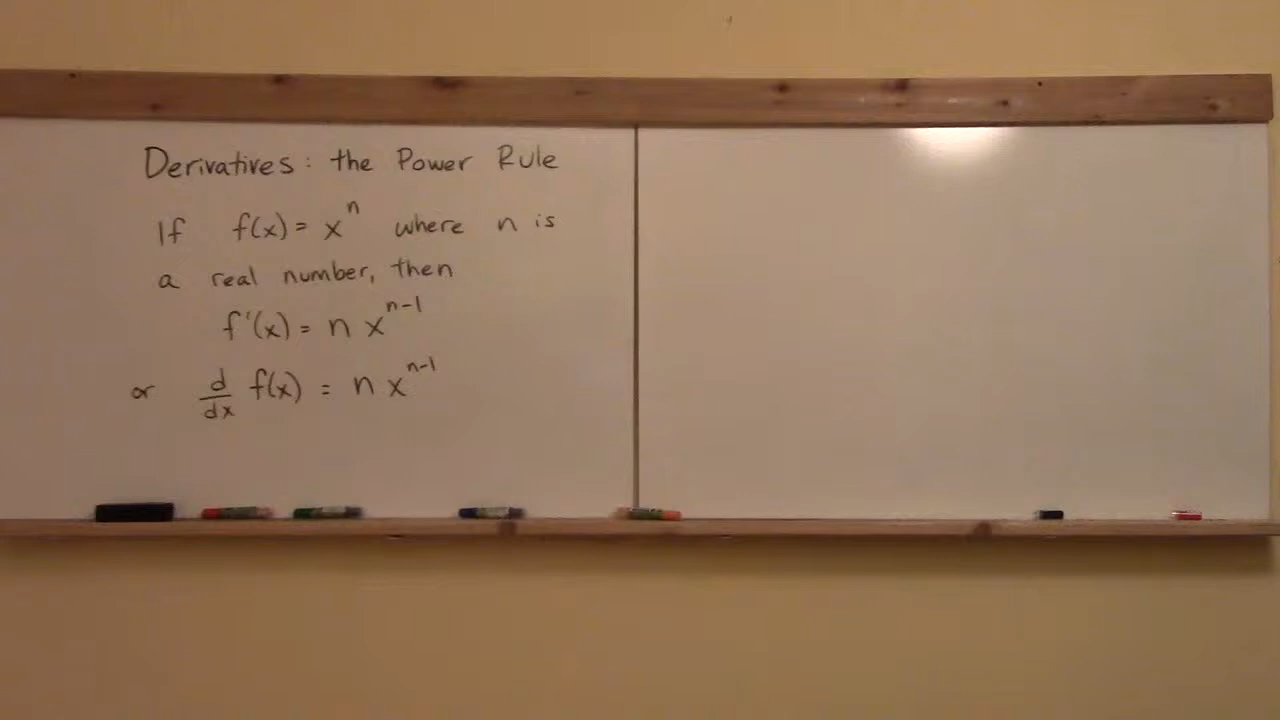 Derivatives: the Power Rule
If f(x) = x^n where n is
a real number, then
f'(x) = n x^{n-1}
or d/dx f(x) = n x^{n-1}